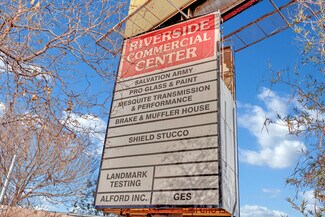 RIVERSIDE
COMMERCIAL
CENTER
SALVATION ARMY
PRO GLASS & PAINT
MESQUITE TRANSMISSION
& PERFORMANCE
BRAKE & MUFFLER HOUSE
SHIELD STUCCO
LANDMARK
TESTING
ALFORD INC.
GES